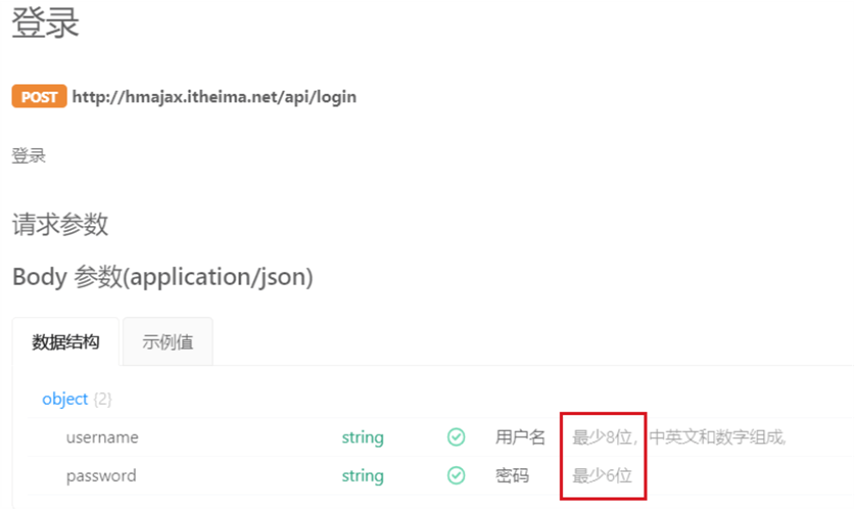 登录
POST http://hmajax.itheima.net/api/login
登录
请求参数
Body 参数(application/json)
数据结构 示例值
object {2}
username string 用户名 最少8位，中英文和数字组成。
password string 密码 最少6位